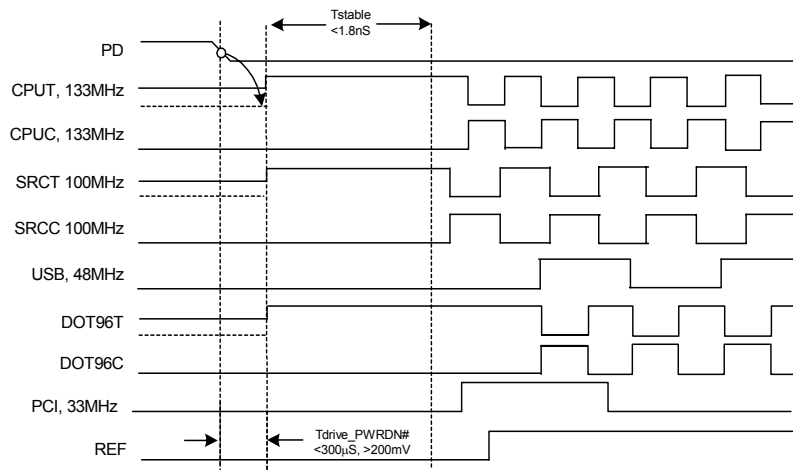 Tstable
<1.8nS
PD
CPUT, 133MHz
CPUC, 133MHz
SRCT 100MHz
SRCC 100MHz
USB, 48MHz
DOT96T
DOT96C
PCI, 33MHz
REF
Tdrive_PWRDN#
<300µS, >200mV